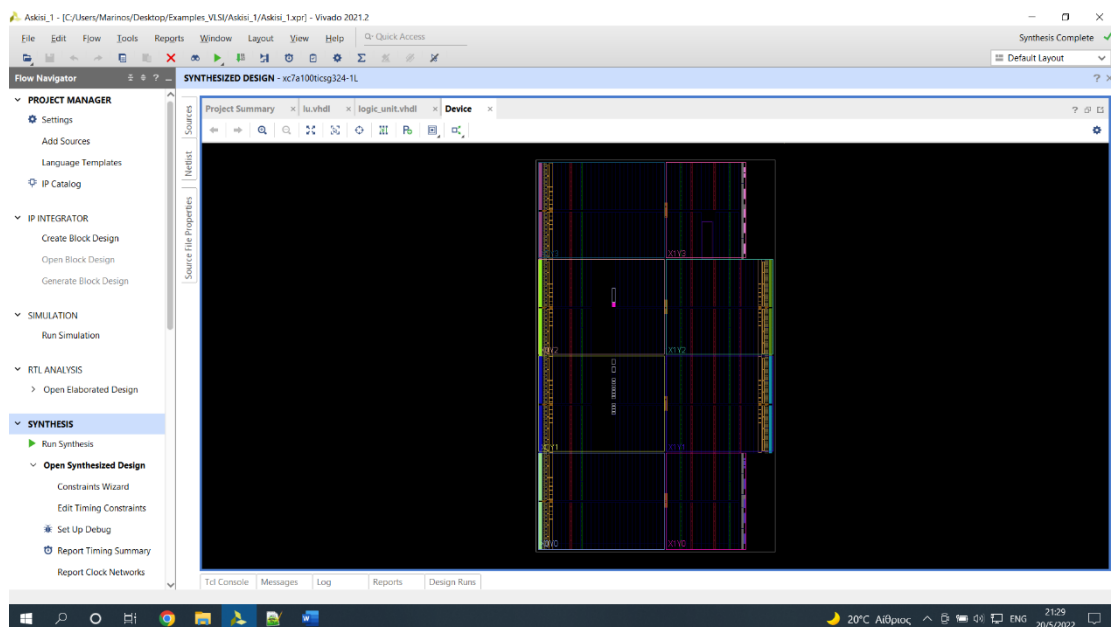 Askisi_1 - [C:/Users/Marinos/Desktop/Examples_VLSI/Askisi_1/Askisi_1.xpr] - Vivado 2021.2
File Edit Flow Tools Reports Window Layout View Help Q- Quick Access Synthesis Complete
Default Layout
Flow Navigator SYNTHESIZED DESIGN - xc7a100ticsg324-1L
PROJECT MANAGER
Settings
Add Sources
Language Templates
IP Catalog
IP INTEGRATOR
Create Block Design
Open Block Design
Generate Block Design
SIMULATION
Run Simulation
RTL ANALYSIS
Open Elaborated Design
SYNTHESIS
Run Synthesis
Open Synthesized Design
Constraints Wizard
Edit Timing Constraints
Set Up Debug
Report Timing Summary
Report Clock Networks
Sources
Netlist
Source File Properties
Project Summary lu.vhdl logic_unit.vhdl Device
X1Y3
X1Y2
X1Y1
X1Y0
Tcl Console Messages Log Reports Design Runs
20°C Αίθριος ENG 21:29
20/5/2022